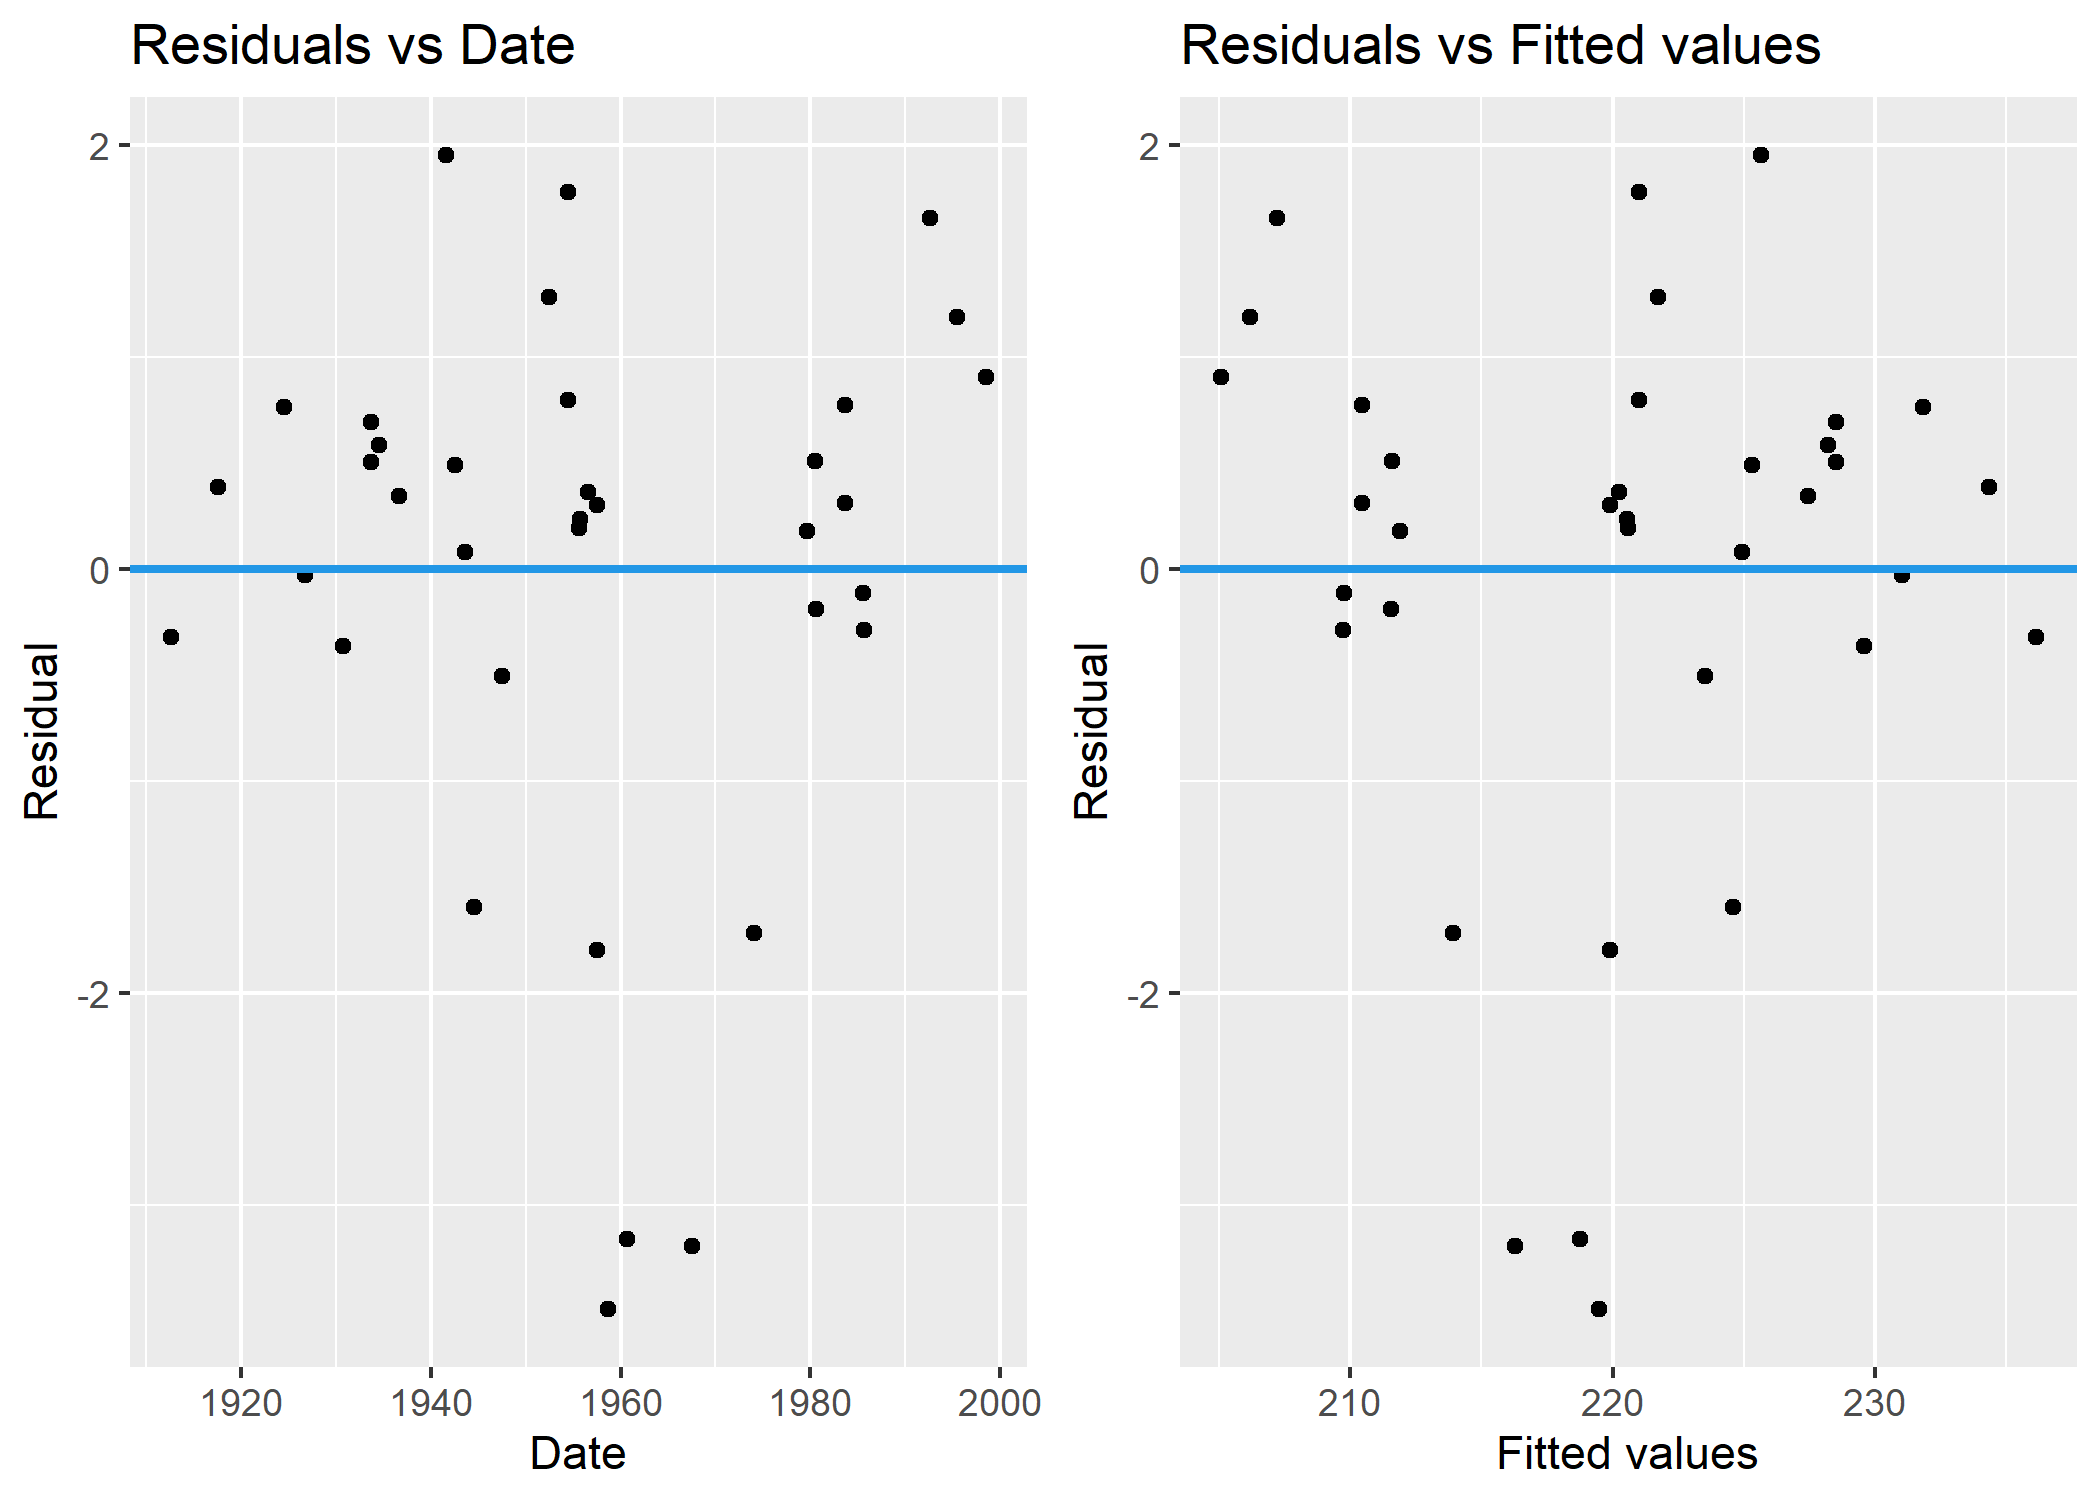 Residuals vs Date
2
0
-2
Residual
1920 1940 1960 1980 2000
Date
Residuals vs Fitted values
2
0
-2
Residual
210 220 230
Fitted values